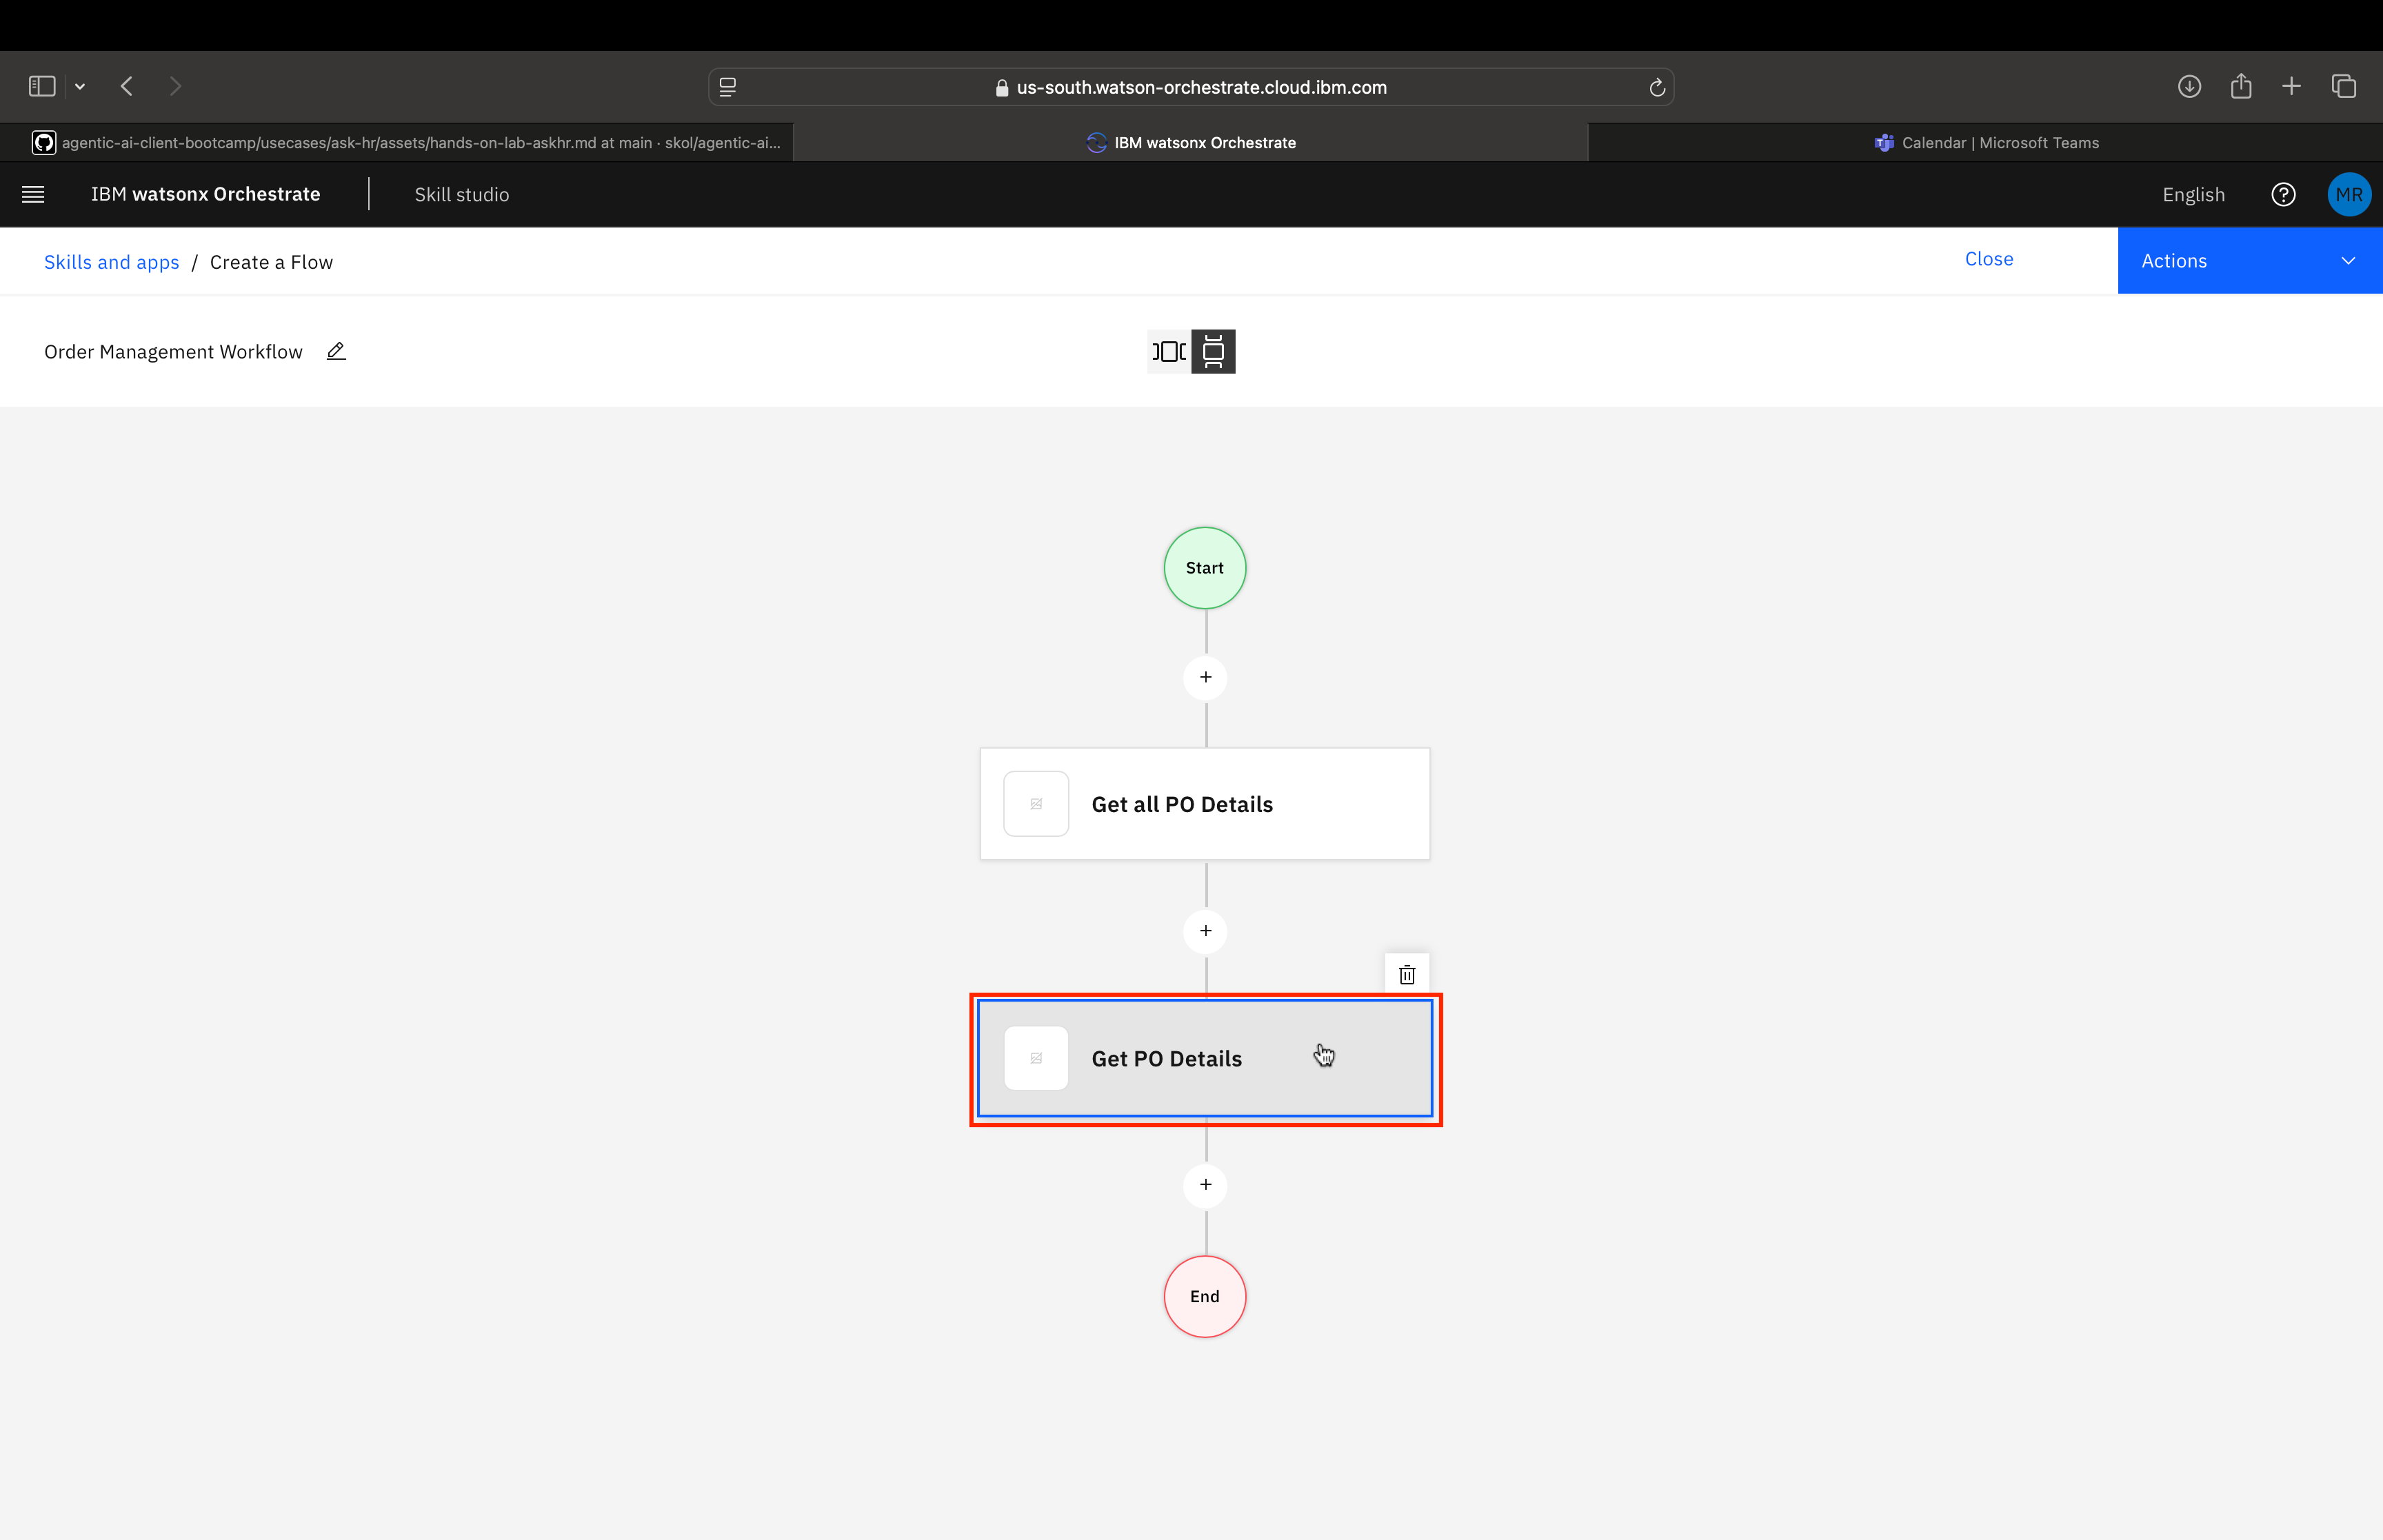 us-south.watson-orchestrate.cloud.ibm.com
agentic-ai-client-bootcamp/usecases/ask-hr/assets/hands-on-lab-askhr.md at main · skol/agentic-ai...
IBM watsonx Orchestrate
Calendar | Microsoft Teams
IBM watsonx Orchestrate
Skill studio
English
MR
Skills and apps / Create a Flow
Close
Actions
Order Management Workflow
Start
+
Get all PO Details
+
Get PO Details
+
End